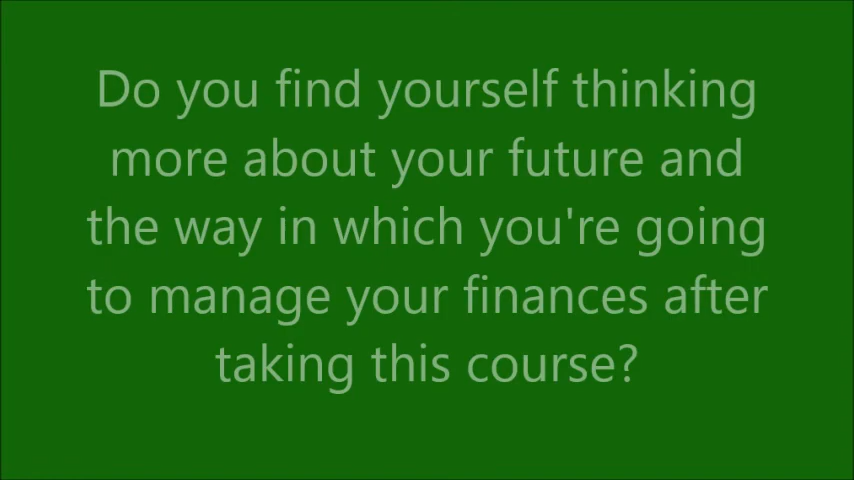 Do you find yourself thinking
more about your future and
the way in which you're going
to manage your finances after
taking this course?